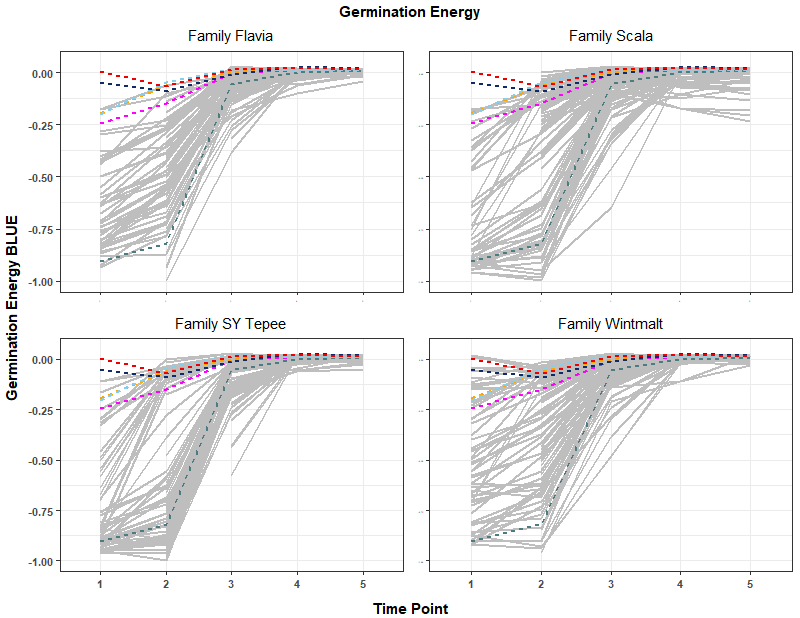 Germination Energy
Family Flavia
Family Scala
0.00
-0.25
-0.50
-0.75
-1.00
Germination Energy BLUE
Family SY Tepee
Family Wintmalt
0.00
-0.25
-0.50
-0.75
-1.00
1 2 3 4 5
1 2 3 4 5
Time Point